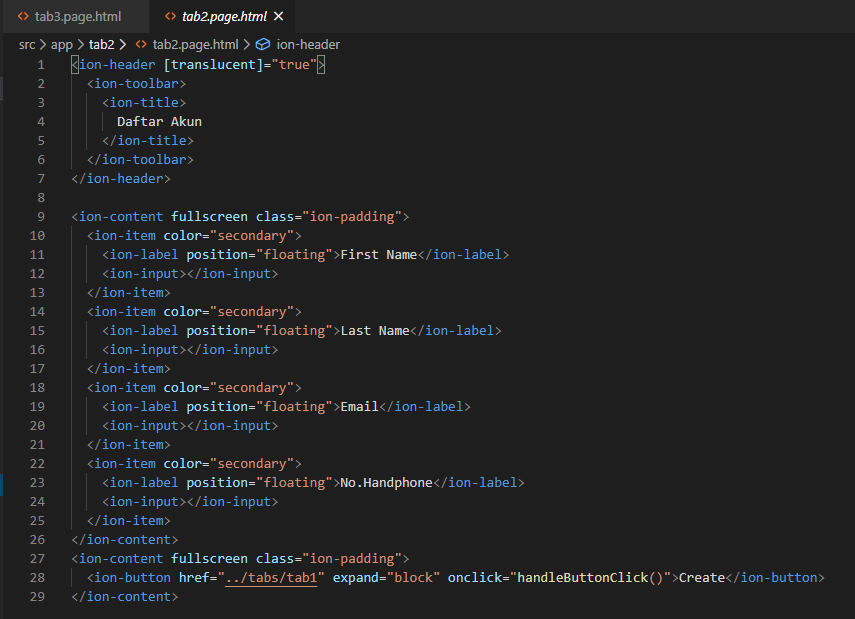 tab3.page.html tab2.page.html
src > app > tab2 > tab2.page.html > ion-header
1 <ion-header [translucent]="true">
2   <ion-toolbar>
3     <ion-title>
4       Daftar Akun
5     </ion-title>
6   </ion-toolbar>
7 </ion-header>
8
9 <ion-content fullscreen class="ion-padding">
10   <ion-item color="secondary">
11     <ion-label position="floating">First Name</ion-label>
12     <ion-input></ion-input>
13   </ion-item>
14   <ion-item color="secondary">
15     <ion-label position="floating">Last Name</ion-label>
16     <ion-input></ion-input>
17   </ion-item>
18   <ion-item color="secondary">
19     <ion-label position="floating">Email</ion-label>
20     <ion-input></ion-input>
21   </ion-item>
22   <ion-item color="secondary">
23     <ion-label position="floating">No.Handphone</ion-label>
24     <ion-input></ion-input>
25   </ion-item>
26 </ion-content>
27 <ion-content fullscreen class="ion-padding">
28   <ion-button href="../tabs/tab1" expand="block" onclick="handleButtonClick()">Create</ion-button>
29 </ion-content>